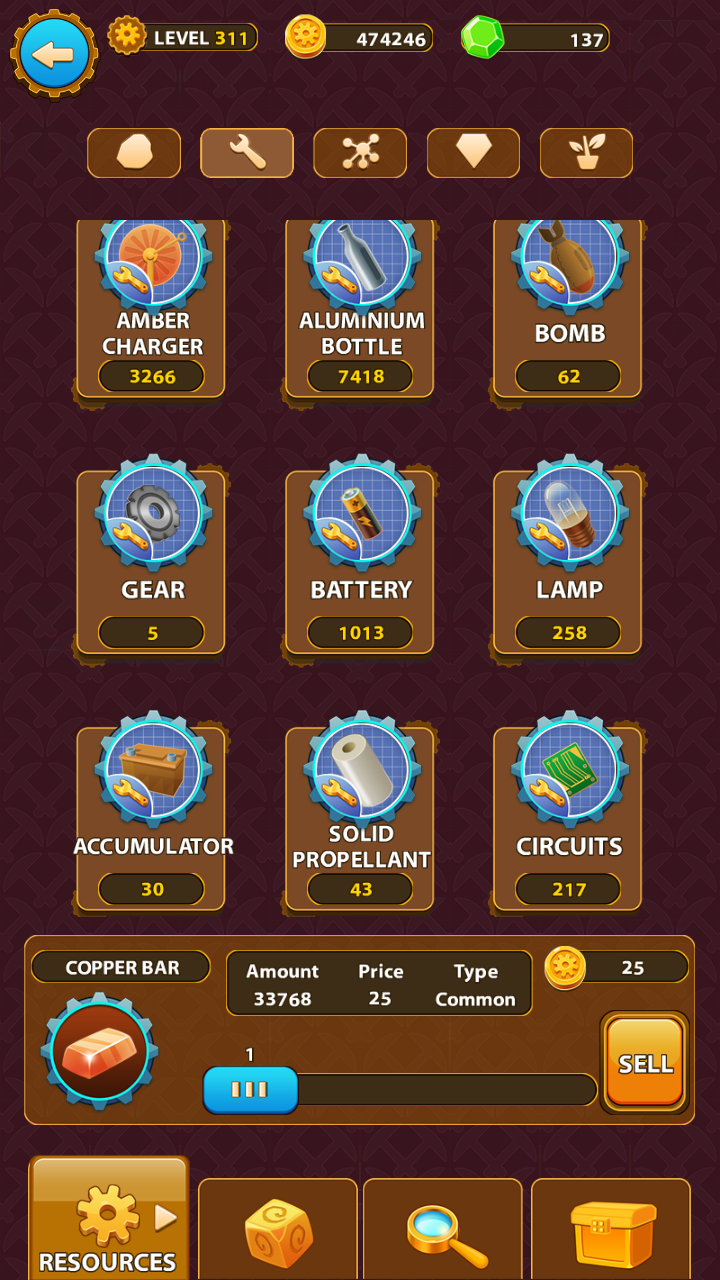 LEVEL 311
474246
137
AMBER
CHARGER
3266
ALUMINIUM
BOTTLE
7418
BOMB
62
GEAR
5
BATTERY
1013
LAMP
258
ACCUMULATOR
30
SOLID
PROPELLANT
43
CIRCUITS
217
COPPER BAR
Amount Price Type
33768 25 Common
25
1
SELL
RESOURCES